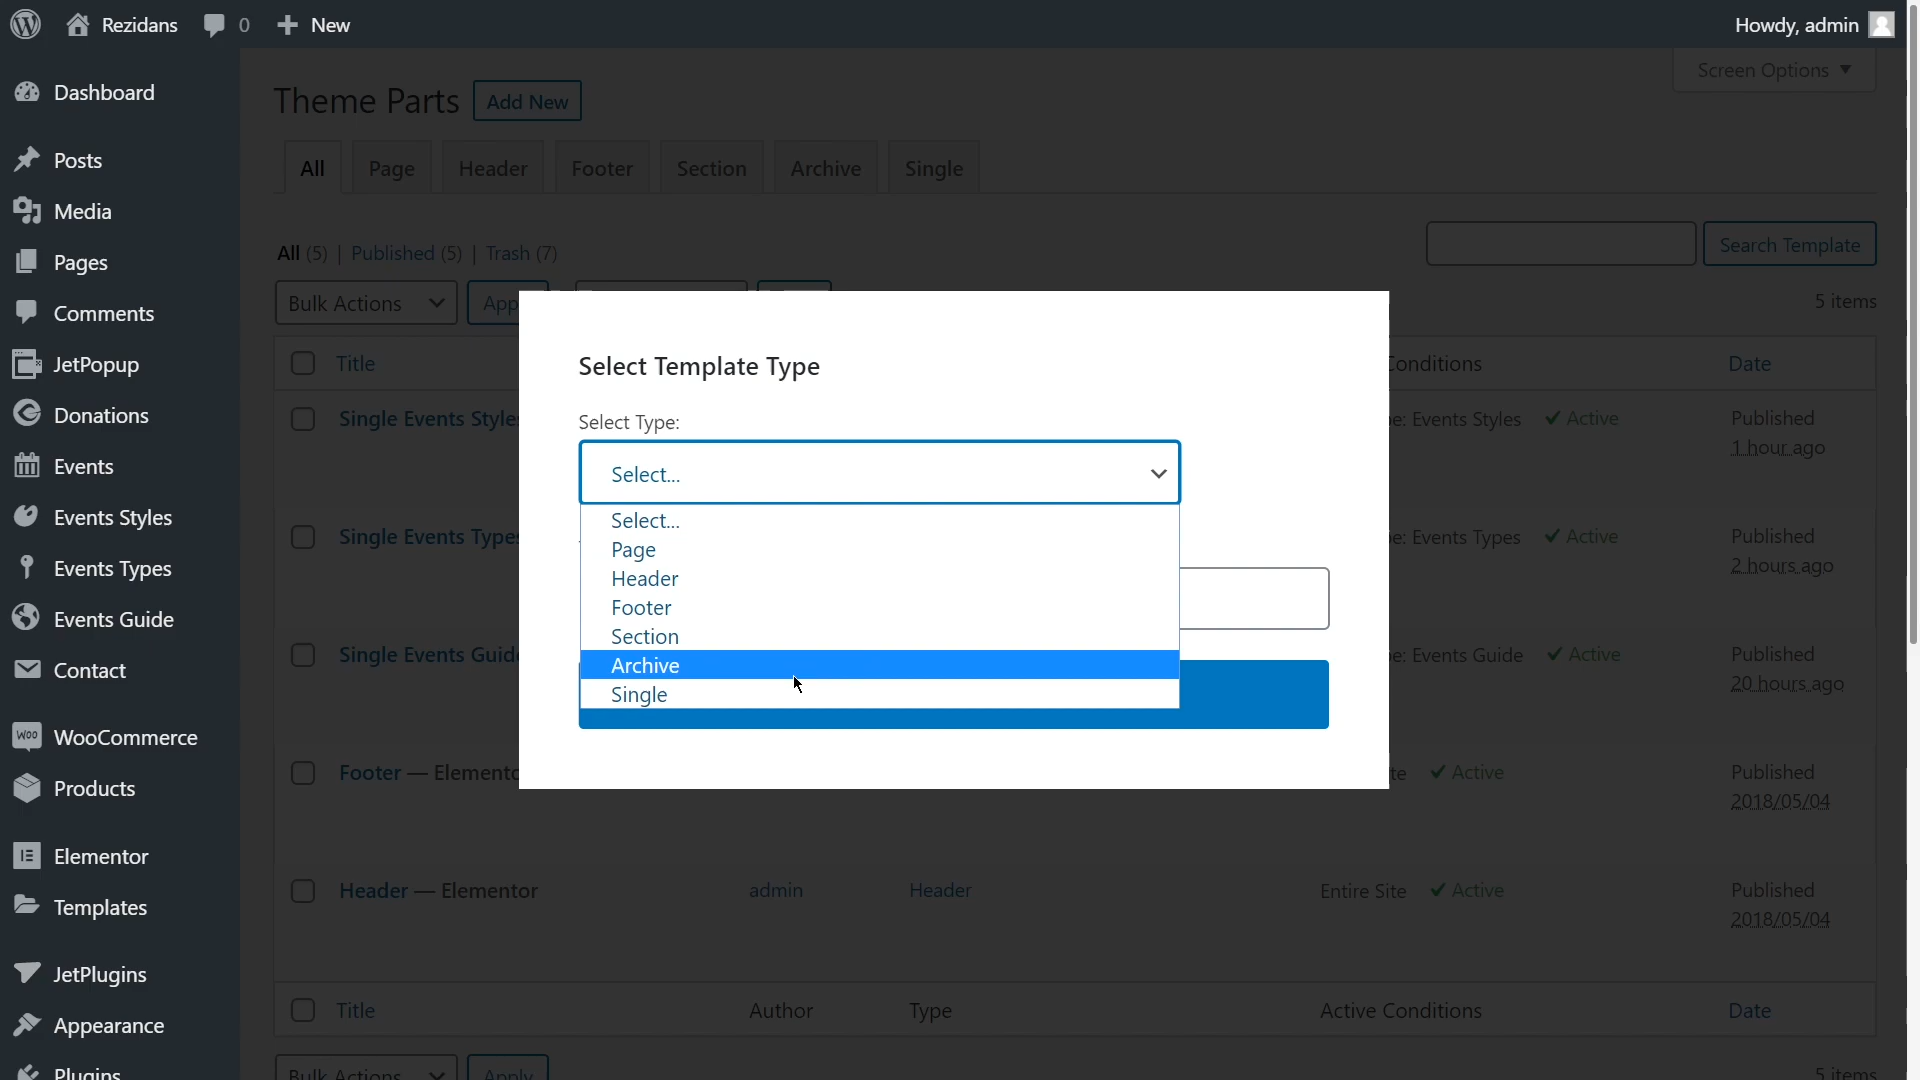 Rezidans
0
New
Howdy, admin
Dashboard
Posts
Media
Pages
Comments
JetPopup
Donations
Events
Events Styles
Events Types
Events Guide
Contact
Woo WooCommerce
Products
Elementor
Templates
JetPlugins
Appearance
Plugins
Screen Options
Theme Parts Add New
All Page Header Footer Section Archive Single
All (5) | Published (5) | Trash (7)
Search Template
Bulk Actions
5 items
Title Conditions Date
Single Events Styles Events Styles Active Published
1 hour ago
Single Events Types Events Types Active Published
2 hours ago
Single Events Guide Events Guide Active Published
20 hours ago
Footer — Elementor Active Published
2018/05/04
Header — Elementor admin Header Entire Site Active Published
2018/05/04
Title Author Type Active Conditions Date
Bulk Actions Apply 5 items
Select Template Type
Select Type:
Select...
Select...
Page
Header
Footer
Section
Archive
Single